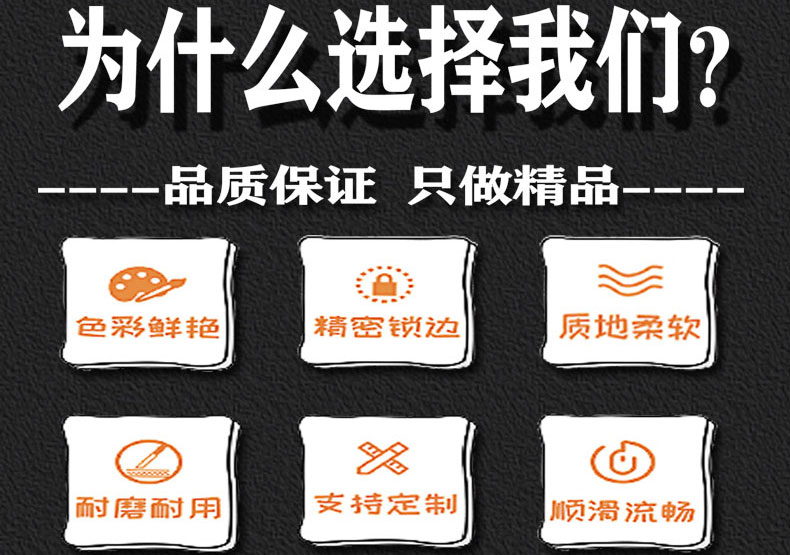 为什么选择我们?
----品质保证 只做精品----
色彩鲜艳
精密锁边
质地柔软
耐磨耐用
支持定制
顺滑流畅